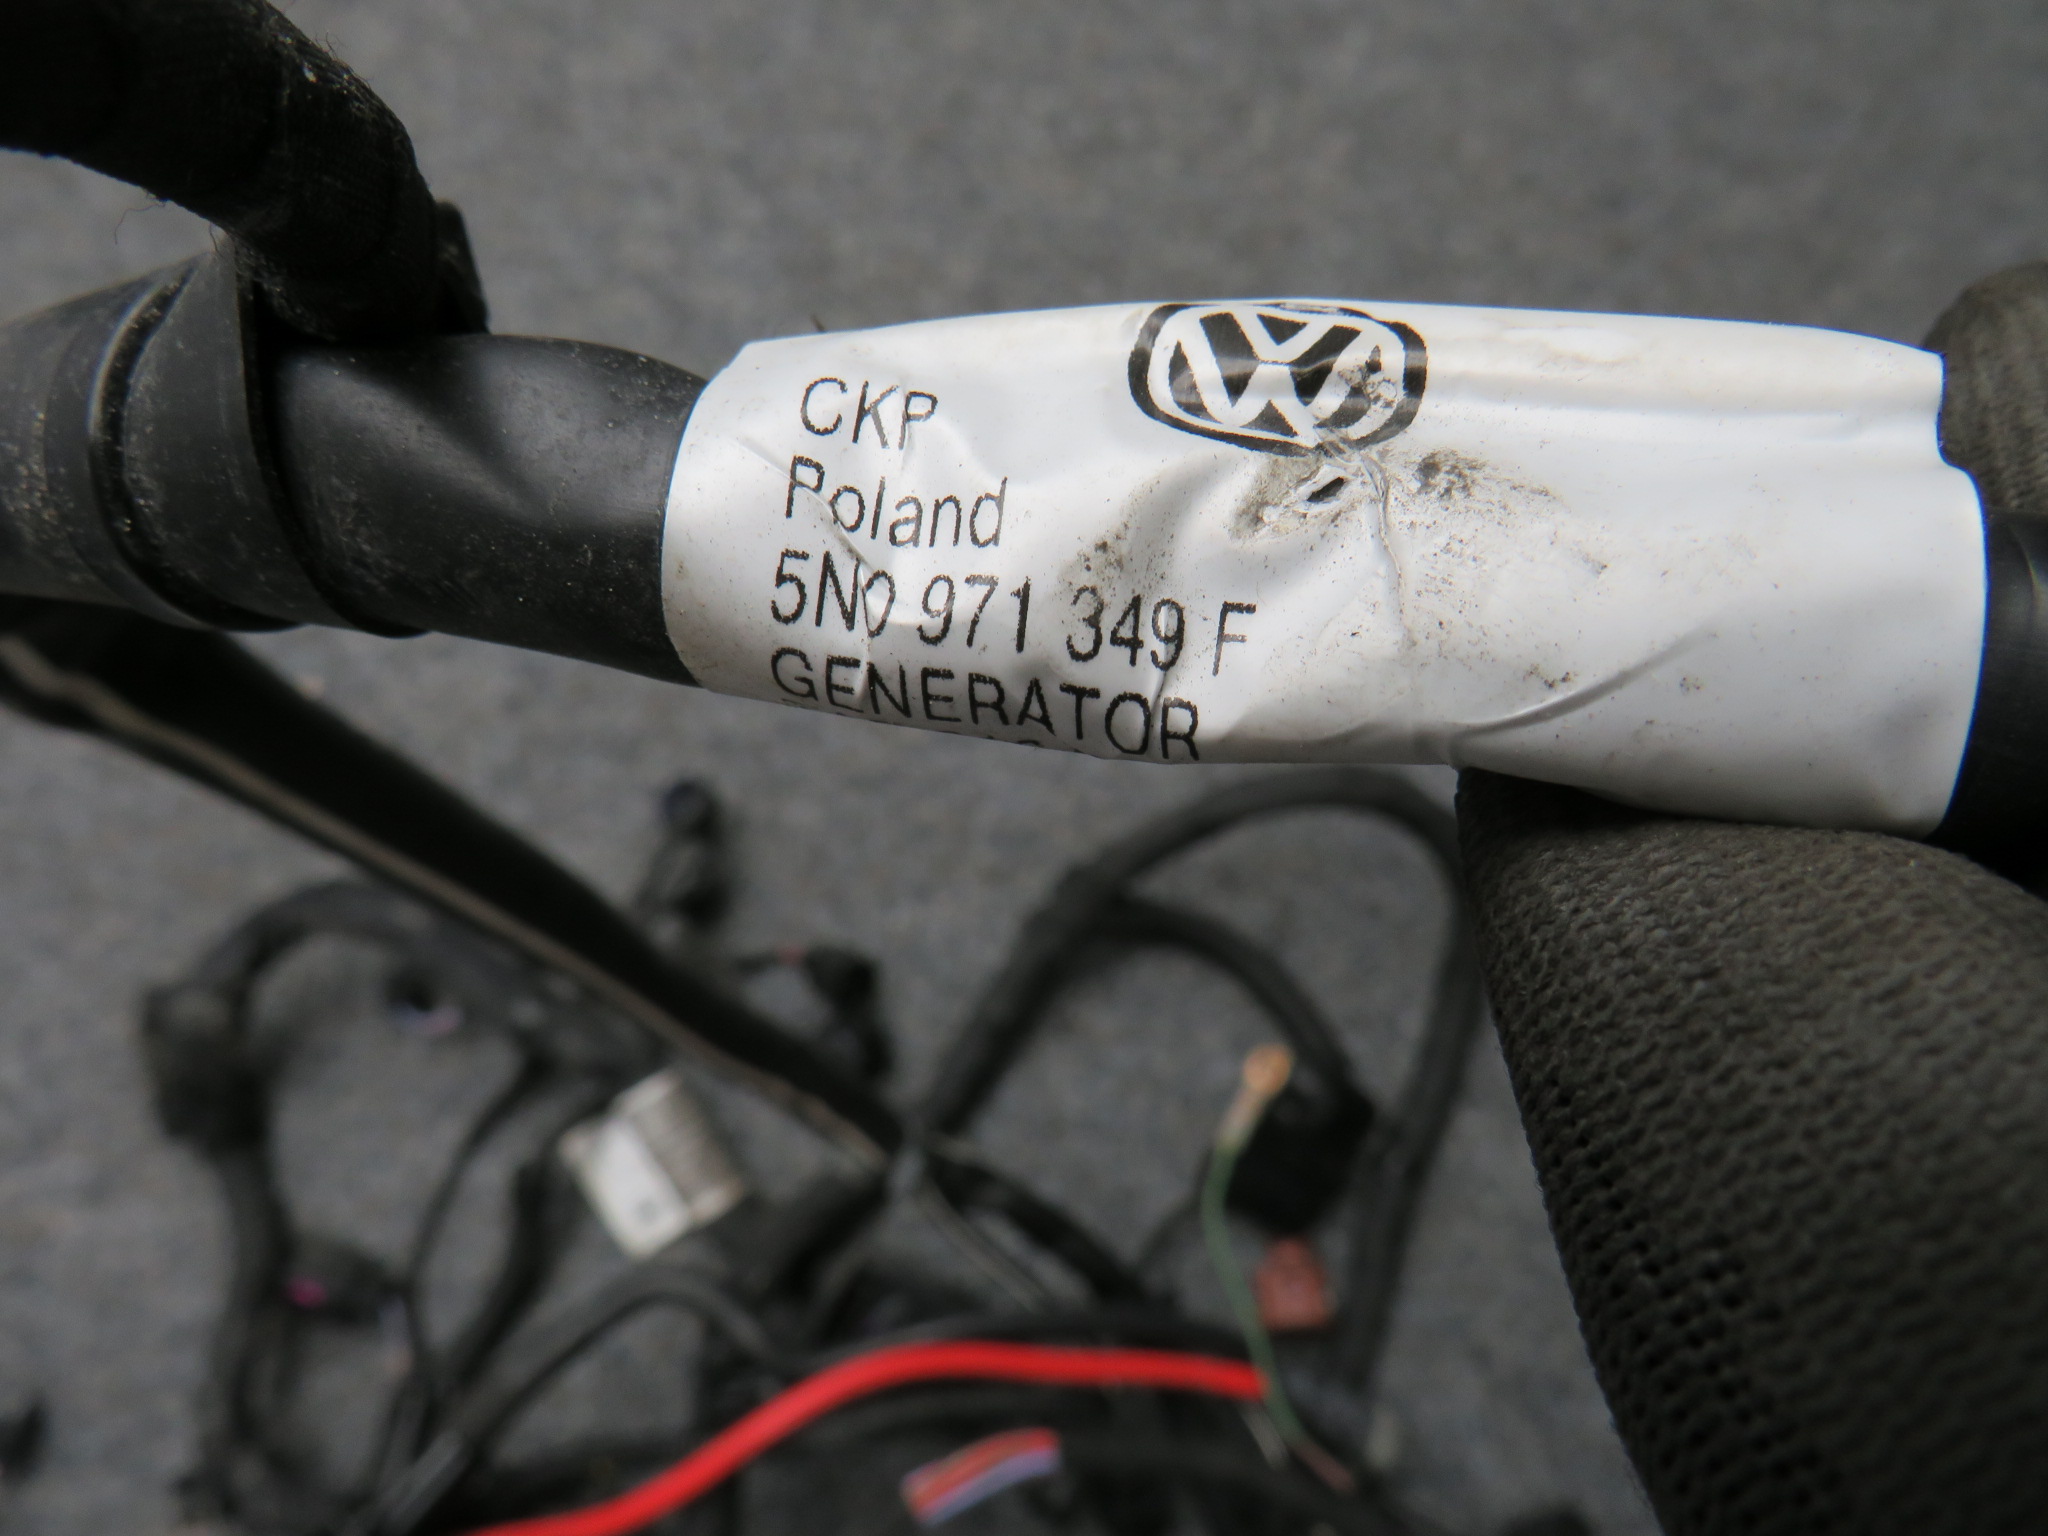 CKP
Poland
5N0 971 349 F
GENERATOR